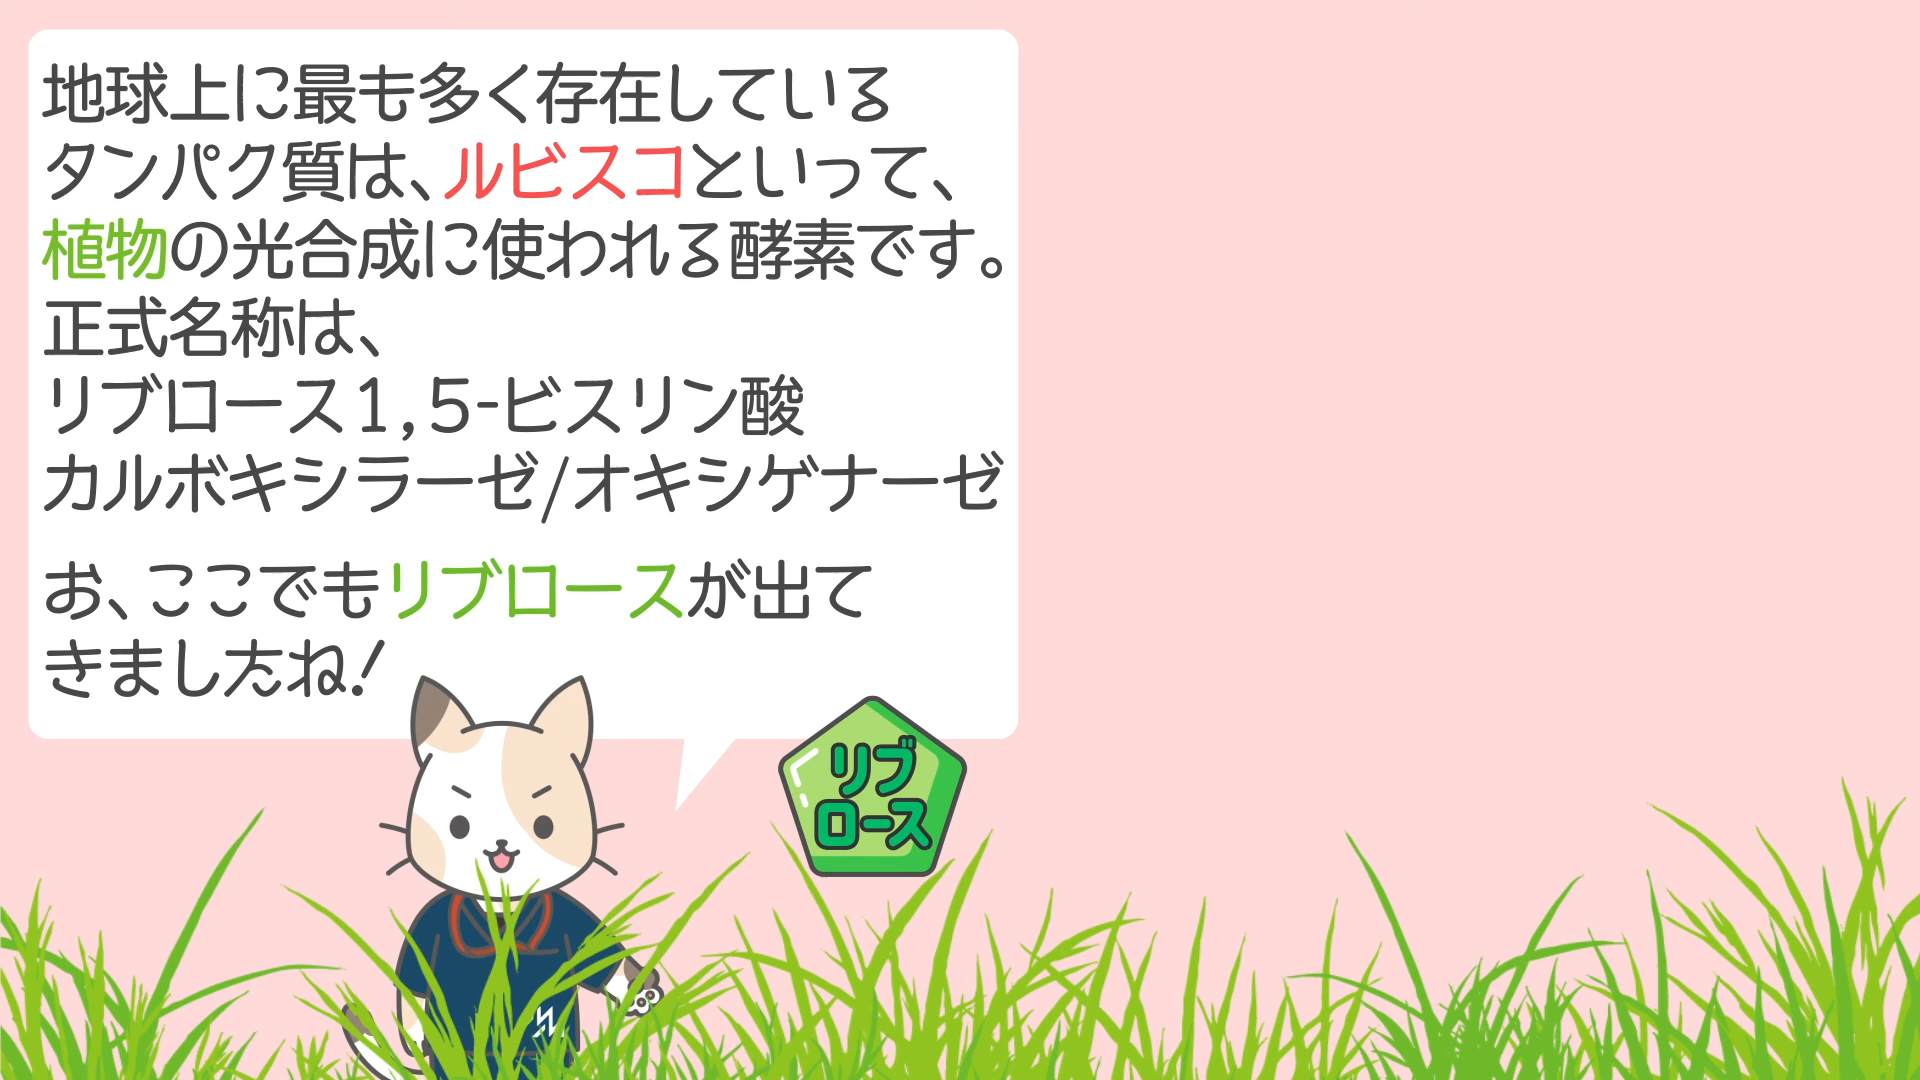 地球上に最も多く存在している
タンパク質は、ルビスコといって、
植物の光合成に使われる酵素です。
正式名称は、
リブロース1,5-ビスリン酸
カルボキシラーゼ/オキシゲナーゼ
お、ここでもリブロースが出て
きましたね!
リブ
ロース